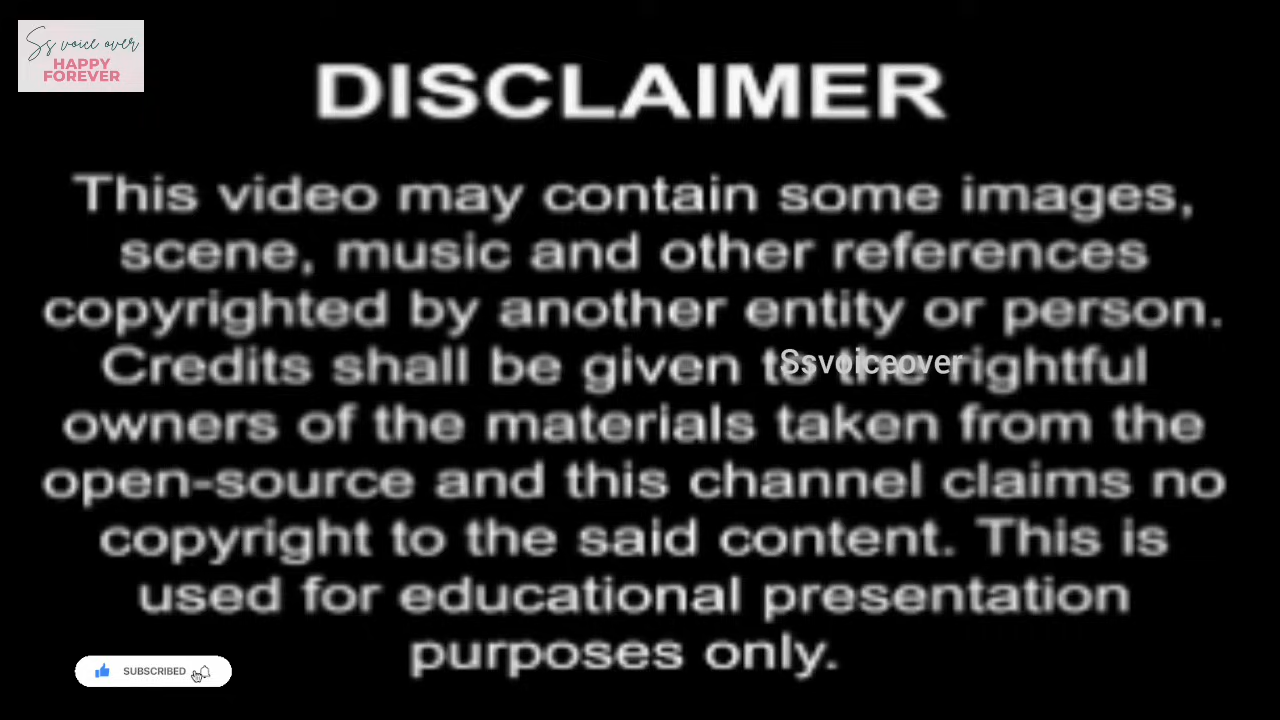 Ss voice over
HAPPY
FOREVER
DISCLAIMER
This video may contain some images,
scene, music and other references
copyrighted by another entity or person.
Credits shall be given to the rightful
Ssvoiceover
owners of the materials taken from the
open-source and this channel claims no
copyright to the said content. This is
used for educational presentation
purposes only.
SUBSCRIBED